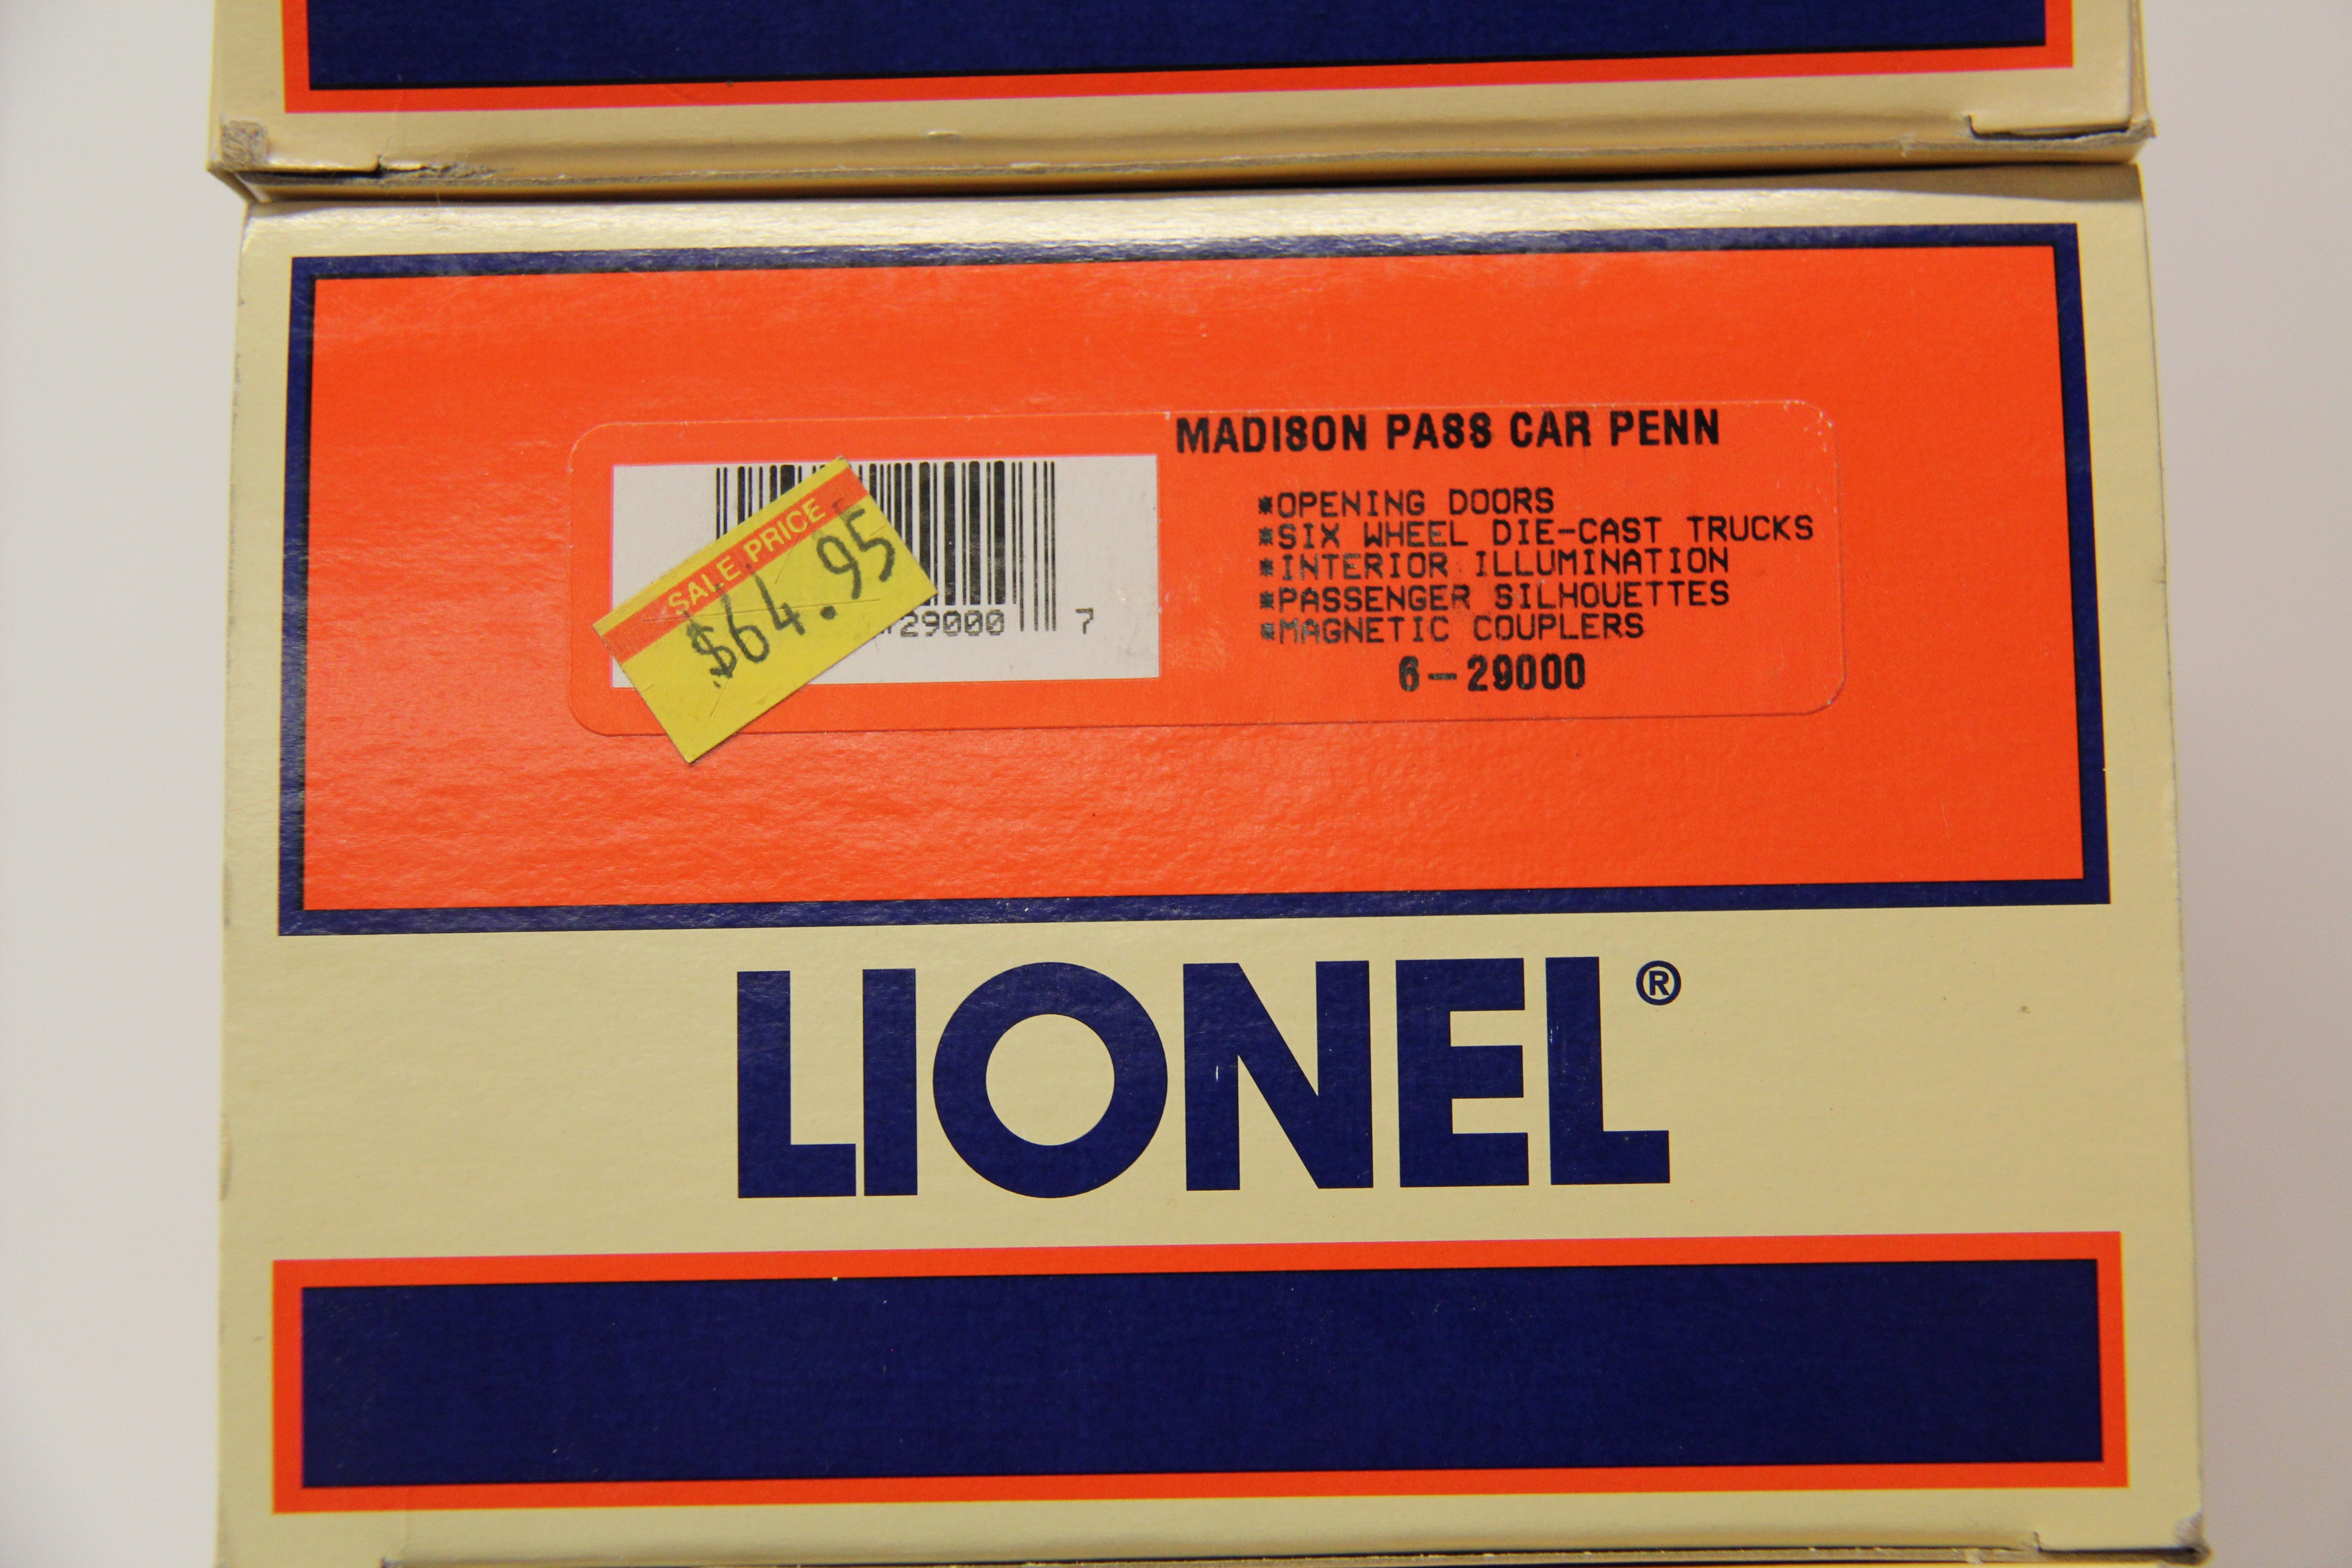 MADISON PASS CAR PENN
*OPENING DOORS
*SIX WHEEL DIE-CAST TRUCKS
*INTERIOR ILLUMINATION
*PASSENGER SILHOUETTES
*MAGNETIC COUPLERS
6-29000
SALE PRICE
$64.95
29000 7
LIONEL®